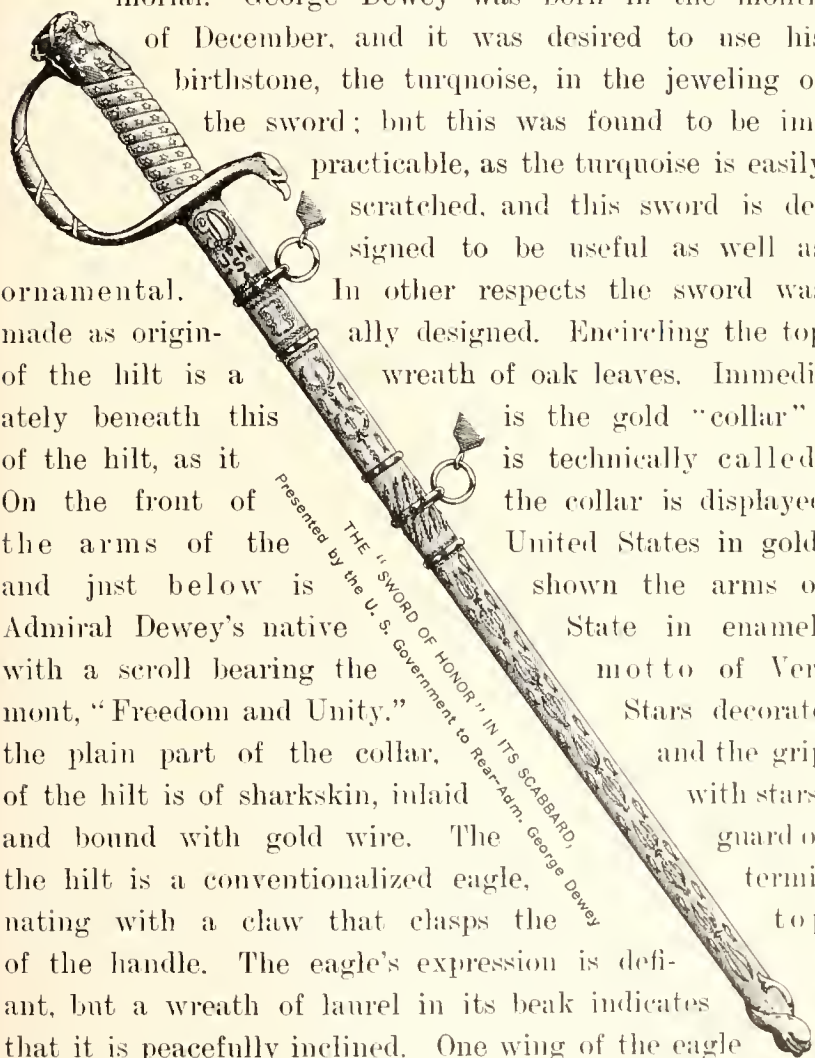 morial. George Dewey was born in the month
of December, and it was desired to use his
birthstone, the turquoise, in the jeweling o
the sword; but this was found to be im
practicable, as the turquoise is easily
scratched, and this sword is de
signed to be useful as well as
ornamental. In other respects the sword was
made as origin- ally designed. Encircling the top
of the hilt is a wreath of oak leaves. Immedi
ately beneath this is the gold "collar"
of the hilt, as it is technically called
On the front of the collar is displayed
the arms of the United States in gold
and just below is shown the arms o
Admiral Dewey's native State in enamel
with a scroll bearing the motto of Ver
mont, "Freedom and Unity." Stars decorate
the plain part of the collar, and the grip
of the hilt is of sharkskin, inlaid with stars
and bound with gold wire. The guard o
the hilt is a conventionalized eagle, termi
nating with a claw that clasps the top
of the handle. The eagle's expression is defi-
ant, but a wreath of laurel in its beak indicates
that it is peacefully inclined. One wing of the eagle
THE "SWORD OF HONOR" IN ITS SCABBARD,
Presented by the U. S. Government to Rear-Adm. George Dewey
U.S.N.